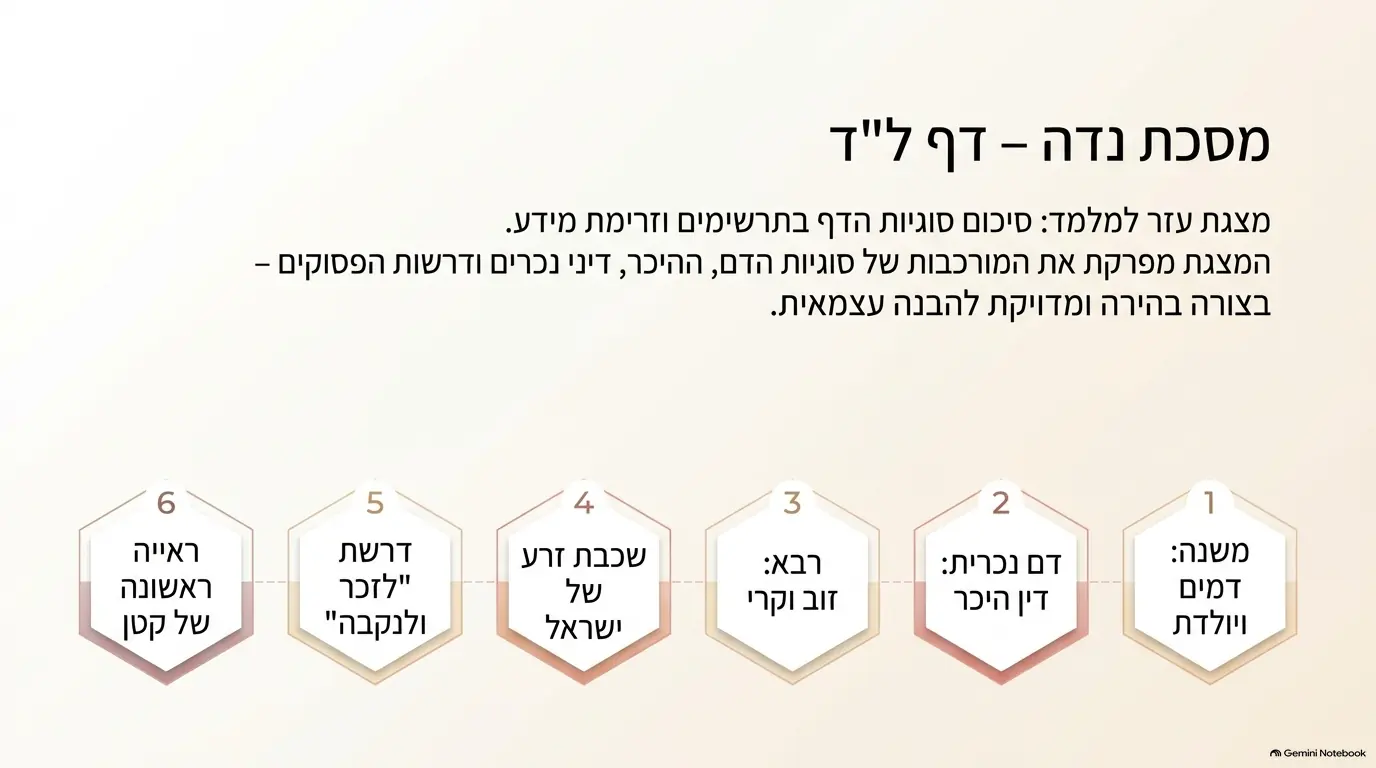 מסכת נדה – דף ל"ד
מצגת עזר למלמד: סיכום סוגיות הדף בתרשימים וזרימת מידע.
המצגת מפרקת את המורכבות של סוגיות הדם, ההיכר, דיני נכרים ודרשות הפסוקים –
בצורה בהירה ומדויקת להבנה עצמאית.
1
משנה:
דמים
ויולדת
2
דם נכרית:
דין היכר
3
רבא:
זוב וקרי
4
שכבת זרע
של
ישראל
5
דרשת
"לזכר
ולנקבה"
6
ראייה
ראשונה
של קטן
Gemini Notebook